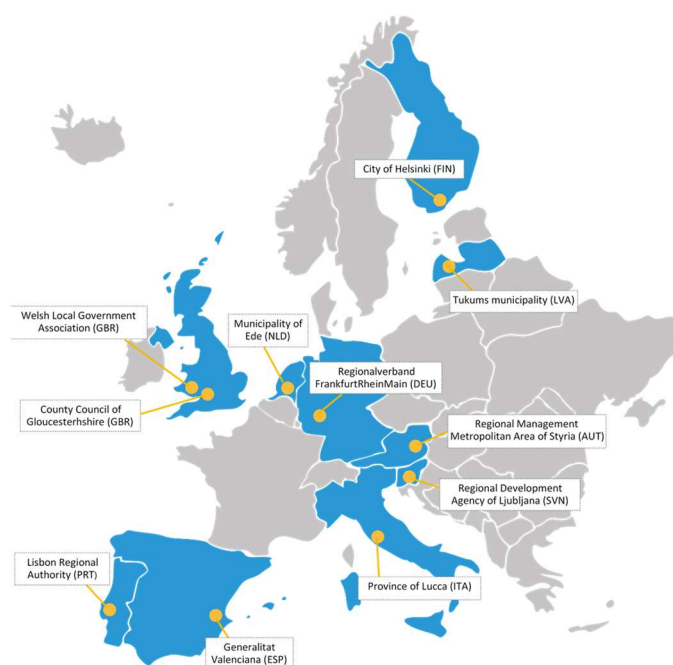 City of Helsinki (FIN)
Tukums municipality (LVA)
Welsh Local Government
Association (GBR)
Municipality of
Ede (NLD)
Regionalverband
FrankfurtRheinMain (DEU)
County Council of
Gloucesterhshire (GBR)
Regional Management
Metropolitan Area of Styria (AUT)
Regional Development
Agency of Ljubljana (SVN)
Lisbon Regional
Authority (PRT)
Province of Lucca (ITA)
Generalitat
Valenciana (ESP)